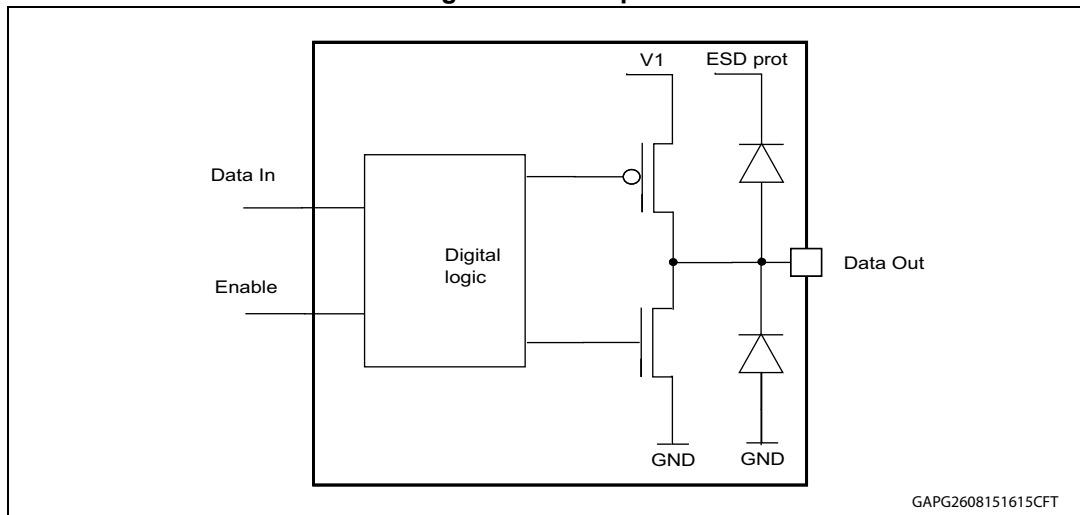 V1
ESD prot
Data In
Digital
logic
Data Out
Enable
GND
GND
GAPG2608151615CFT